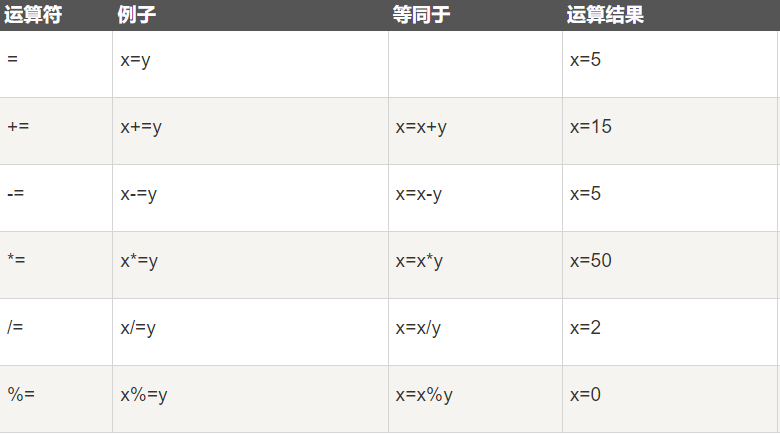 运算符 例子 等同于 运算结果
= x=y x=5
+= x+=y x=x+y x=15
-= x-=y x=x-y x=5
*= x*=y x=x*y x=50
/= x/=y x=x/y x=2
%= x%=y x=x%y x=0